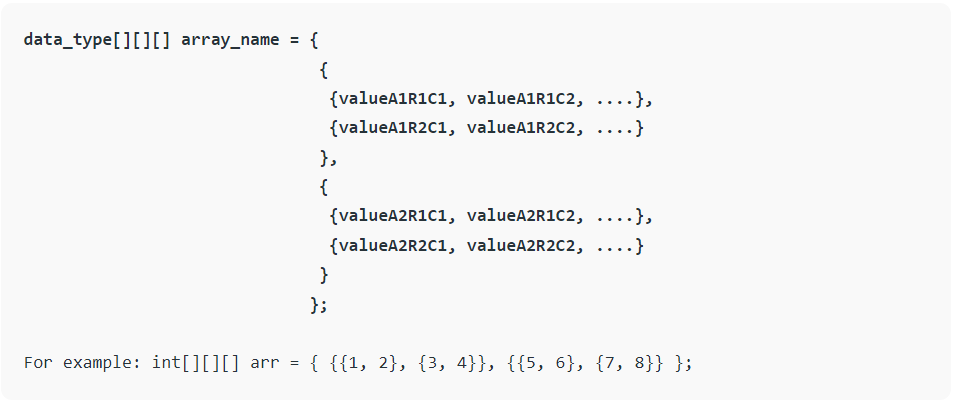 data_type[][][] array_name = {
{
{valueA1R1C1, valueA1R1C2, ....},
{valueA1R2C1, valueA1R2C2, ....}
},
{
{valueA2R1C1, valueA2R1C2, ....},
{valueA2R2C1, valueA2R2C2, ....}
}
};
For example: int[][][] arr = { {{1, 2}, {3, 4}}, {{5, 6}, {7, 8}} };